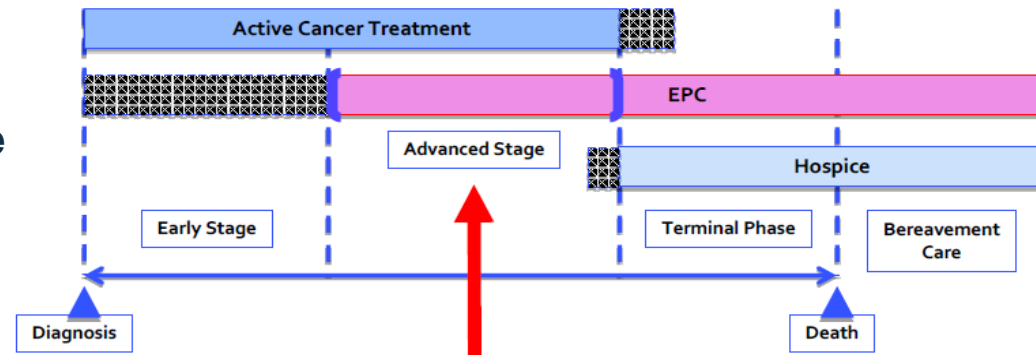 Active Cancer Treatment
EPC
e
Advanced Stage
Hospice
Early Stage
Terminal Phase
Bereavement
Care
Diagnosis
Death